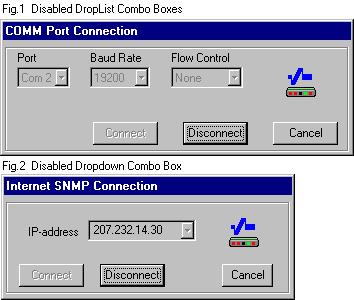 Fig.1 Disabled DropList Combo Boxes
COMM Port Connection
Port Baud Rate Flow Control
Com 2 19200 None
Connect Disconnect Cancel
Fig.2 Disabled Dropdown Combo Box
Internet SNMP Connection
IP-address 207.232.14.30
Connect Disconnect Cancel